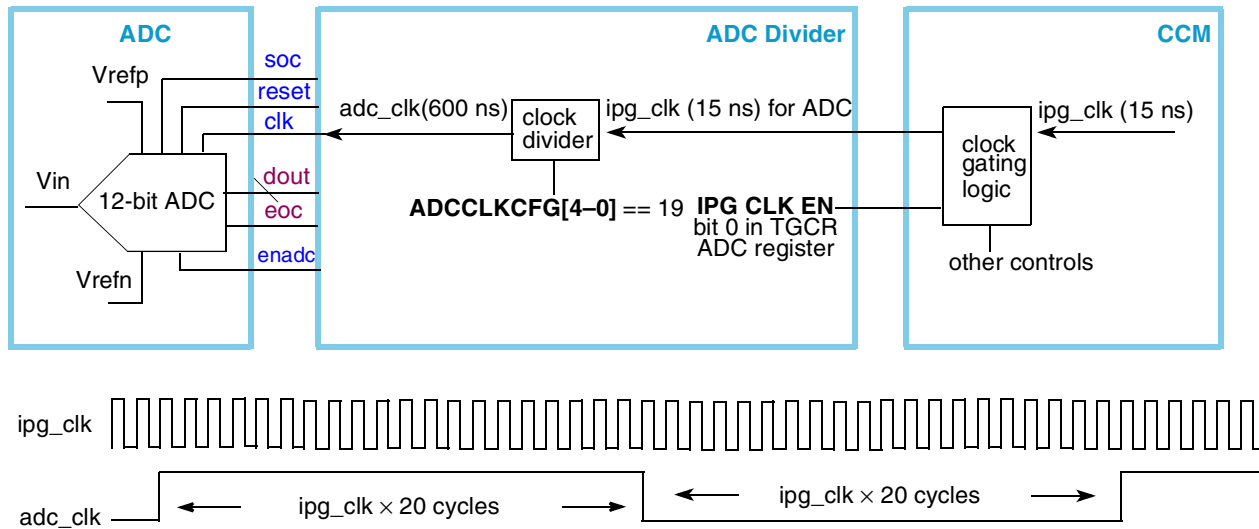 ADC
ADC Divider
CCM
Vrefp
soc
reset
clk
adc_clk(600 ns)
clock
divider
ipg_clk (15 ns) for ADC
ipg_clk (15 ns)
clock
gating
logic
Vin
12-bit ADC
dout
eoc
ADCCLKCFG[4–0] == 19
IPG CLK EN
bit 0 in TGCR
ADC register
enadc
Vrefn
other controls
ipg_clk
adc_clk
ipg_clk × 20 cycles
ipg_clk × 20 cycles